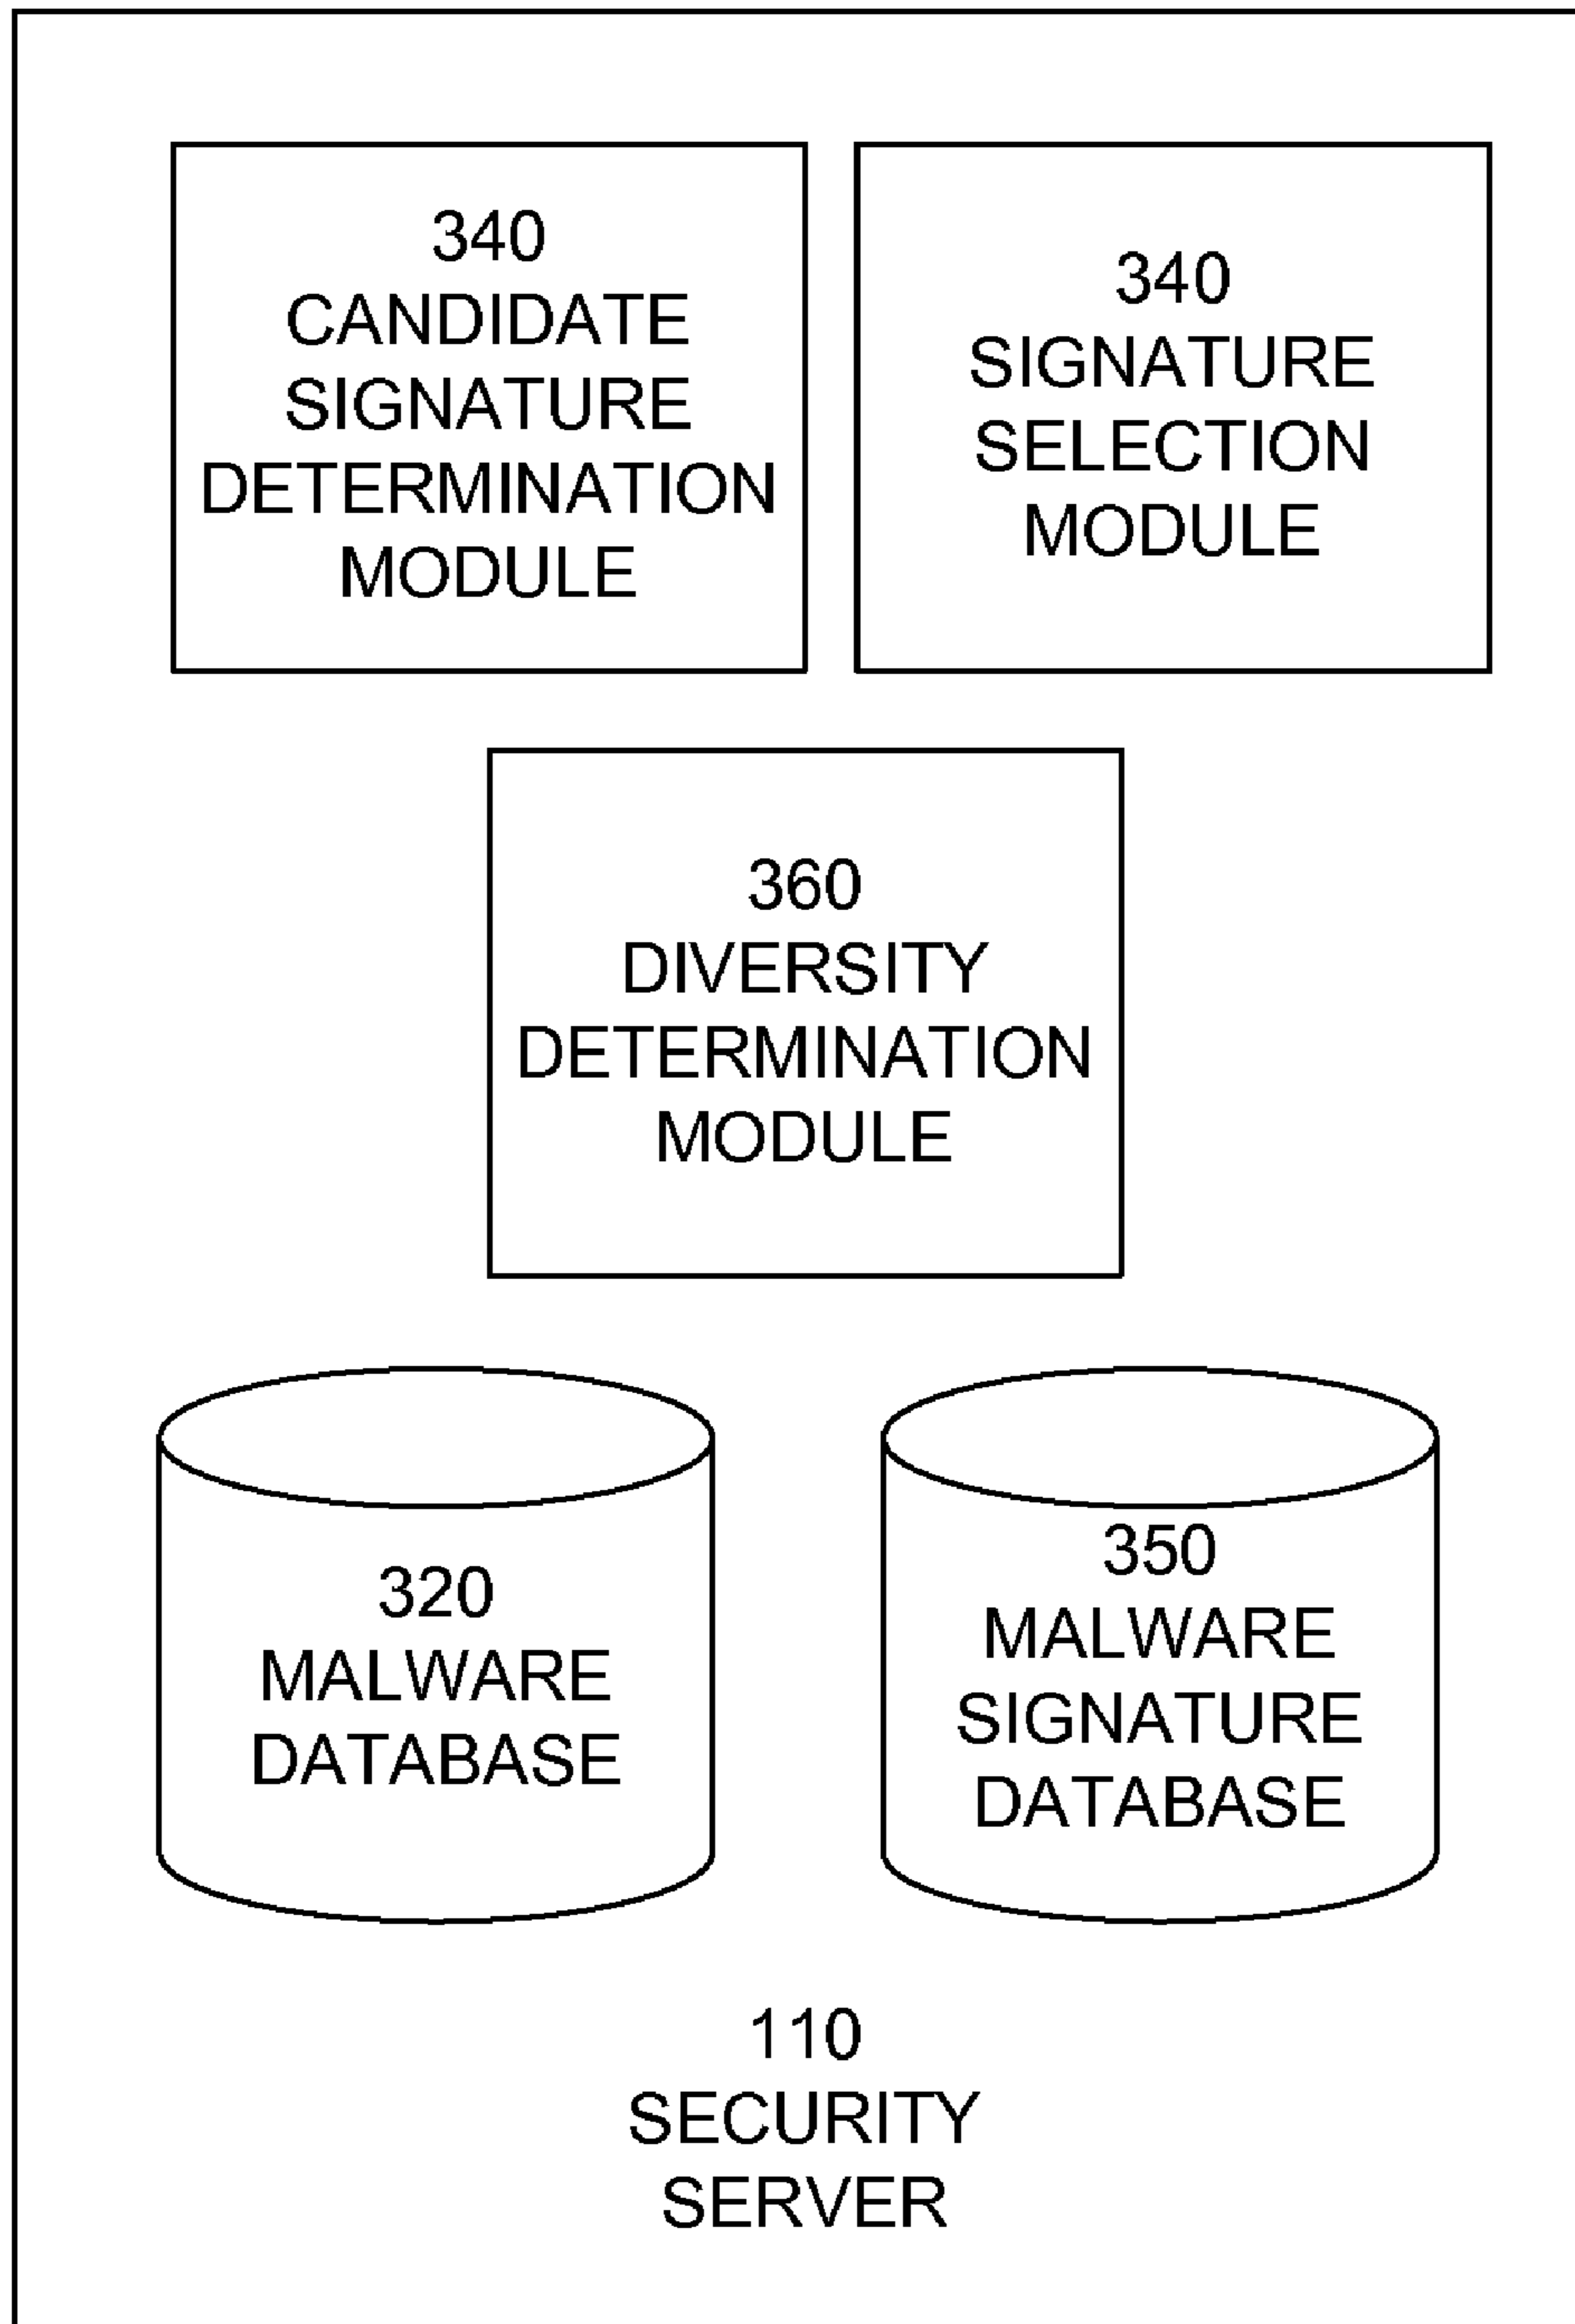 340
CANDIDATE
SIGNATURE
DETERMINATION
MODULE
340
SIGNATURE
SELECTION
MODULE
360
DIVERSITY
DETERMINATION
MODULE
320
MALWARE
DATABASE
350
MALWARE
SIGNATURE
DATABASE
110
SECURITY
SERVER